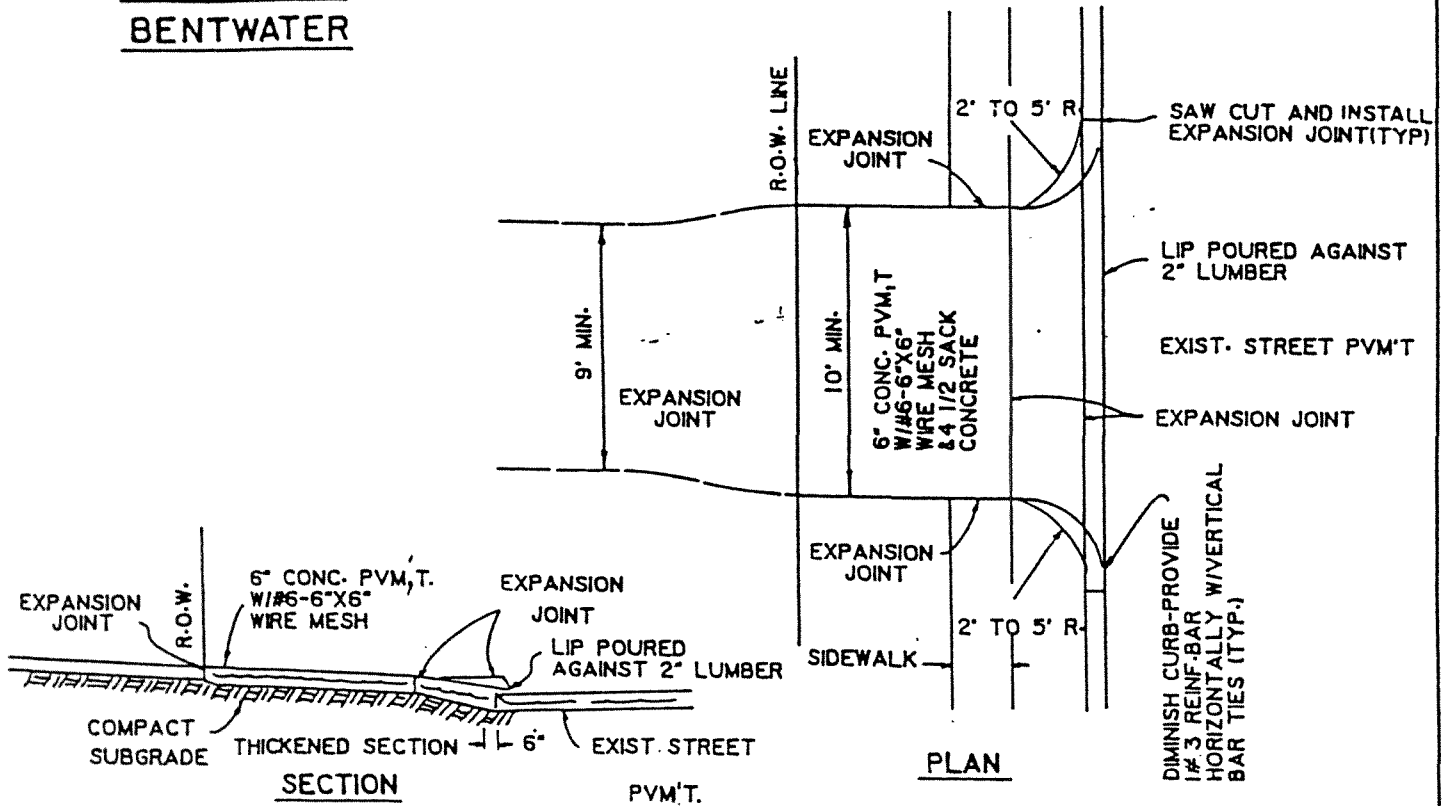 BENTWATER
R.O.W. LINE
2' TO 5' R.
EXPANSION
JOINT
SAW CUT AND INSTALL
EXPANSION JOINT(TYP)
LIP POURED AGAINST
2" LUMBER
9' MIN.
EXPANSION
JOINT
10' MIN.
6" CONC. PVM,T
W/#6-6"X6"
WIRE MESH
&4 1/2 SACK
CONCRETE
EXIST. STREET PVM'T
EXPANSION JOINT
EXPANSION
JOINT
2' TO 5' R.
SIDEWALK
DIMINISH CURB-PROVIDE
1#.3 REINF.BAR
HORIZONTALLY W/VERTICAL
BAR TIES (TYP.)
PLAN
EXPANSION
JOINT
R.O.W.
6" CONC. PVM,T.
W/#6-6"X6"
WIRE MESH
EXPANSION
JOINT
LIP POURED
AGAINST 2" LUMBER
COMPACT
SUBGRADE
THICKENED SECTION
6"
EXIST. STREET
PVM'T.
SECTION